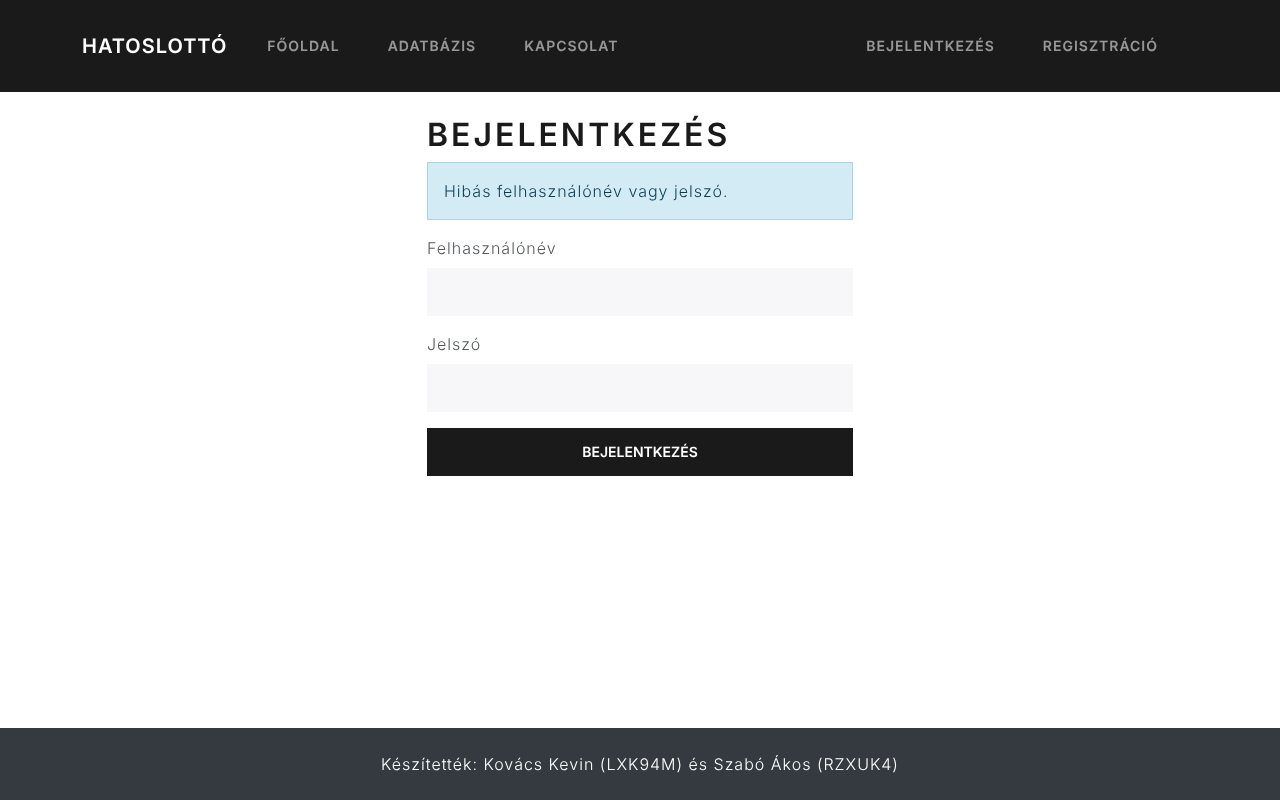 HATOSLOTTÓ FŐOLDAL ADATBÁZIS KAPCSOLAT BEJELENTKEZÉS REGISZTRÁCIÓ
BEJELENTKEZÉS
Hibás felhasználónév vagy jelszó.
Felhasználónév
Jelszó
BEJELENTKEZÉS
Készítették: Kovács Kevin (LXK94M) és Szabó Ákos (RZXUK4)